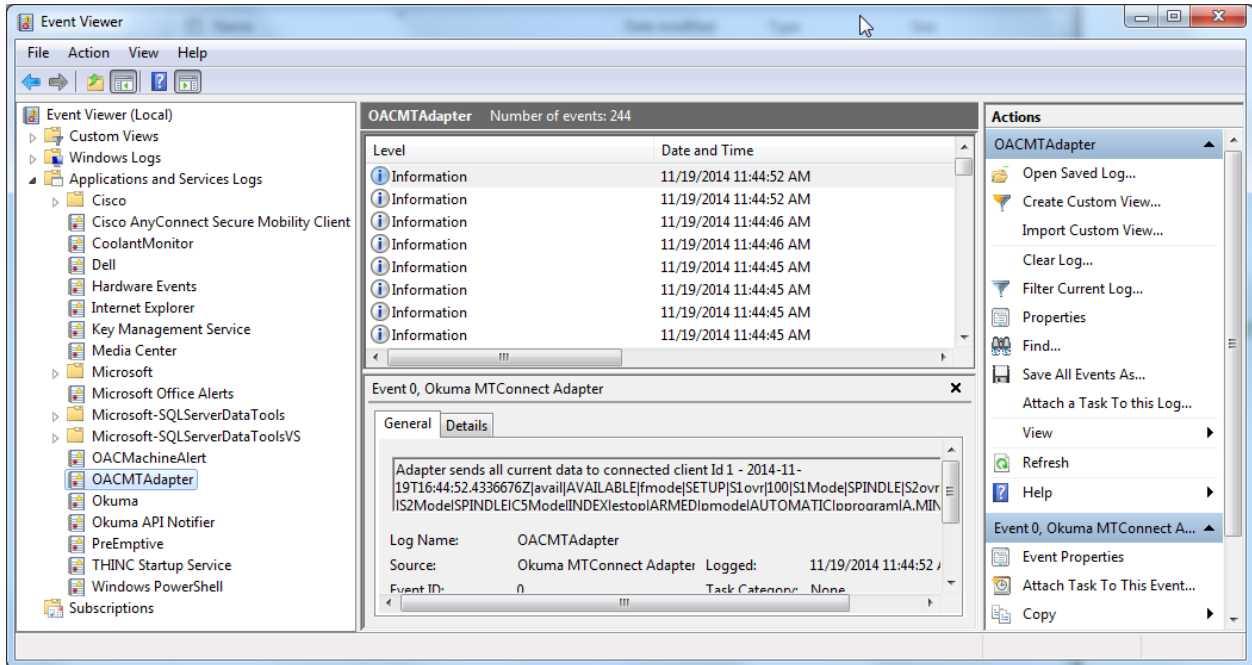 Event Viewer
File Action View Help
Event Viewer (Local)
Custom Views
Windows Logs
Applications and Services Logs
Cisco
Cisco AnyConnect Secure Mobility Client
CoolantMonitor
Dell
Hardware Events
Internet Explorer
Key Management Service
Media Center
Microsoft
Microsoft Office Alerts
Microsoft-SQLServerDataTools
Microsoft-SQLServerDataToolsVS
OACMachineAlert
OACMTAdapter
Okuma
Okuma API Notifier
PreEmptive
THINC Startup Service
Windows PowerShell
Subscriptions
OACMTAdapter Number of events: 244
Level Date and Time
Information 11/19/2014 11:44:52 AM
Information 11/19/2014 11:44:52 AM
Information 11/19/2014 11:44:46 AM
Information 11/19/2014 11:44:46 AM
Information 11/19/2014 11:44:45 AM
Information 11/19/2014 11:44:45 AM
Information 11/19/2014 11:44:45 AM
Information 11/19/2014 11:44:45 AM
Event 0, Okuma MTConnect Adapter
General Details
Adapter sends all current data to connected client Id 1 - 2014-11-
19T16:44:52.4336676Z|avail|AVAILABLE|fmode|SETUP|S1ovr|100|S1Mode|SPINDLE|S2ovr
|S2Mode|SPINDLE|C5Mode|INDEX|estop|ARMED|pmode|AUTOMATIC|pprogram|A.MIN
Log Name: OACMTAdapter
Source: Okuma MTConnect Adapter Logged: 11/19/2014 11:44:52
Event ID: 0 Task Category: None
Actions
OACMTAdapter
Open Saved Log...
Create Custom View...
Import Custom View...
Clear Log...
Filter Current Log...
Properties
Find...
Save All Events As...
Attach a Task To this Log...
View
Refresh
Help
Event 0, Okuma MTConnect A...
Event Properties
Attach Task To This Event...
Copy